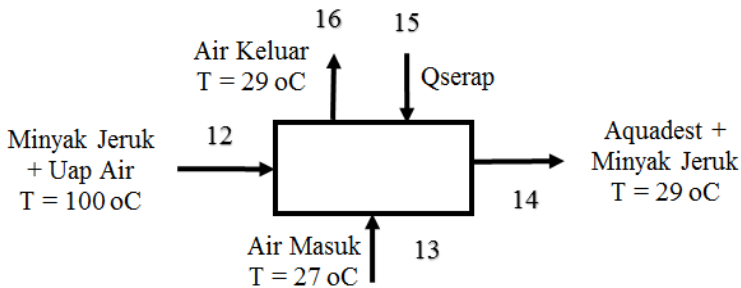 16
15
Air Keluar
T = 29 oC
Qserap
Minyak Jeruk
+ Uap Air
T = 100 oC
12
Aquadest +
Minyak Jeruk
T = 29 oC
14
Air Masuk
T = 27 oC
13